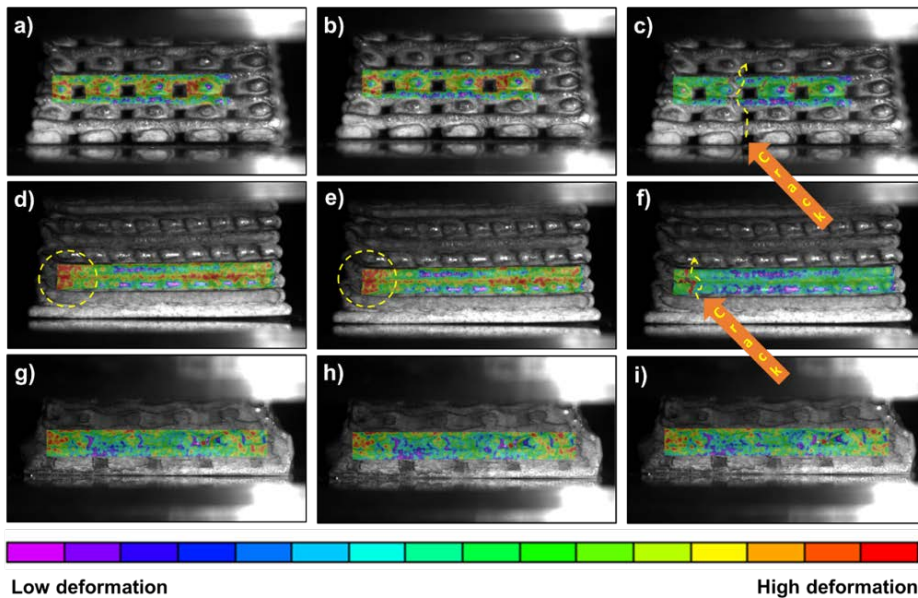 a)
b)
c)
Crack
d)
e)
f)
Crack
g)
h)
i)
Low deformation
High deformation